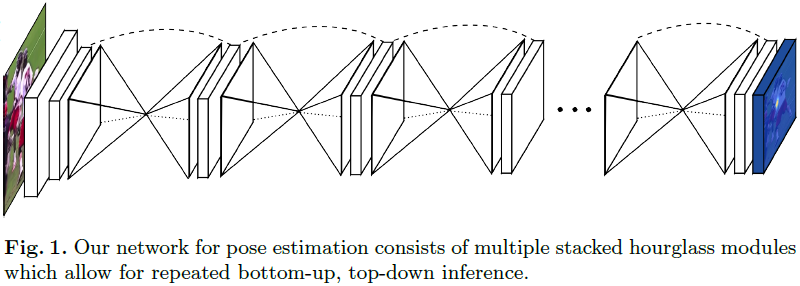 Fig. 1. Our network for pose estimation consists of multiple stacked hourglass modules
which allow for repeated bottom-up, top-down inference.